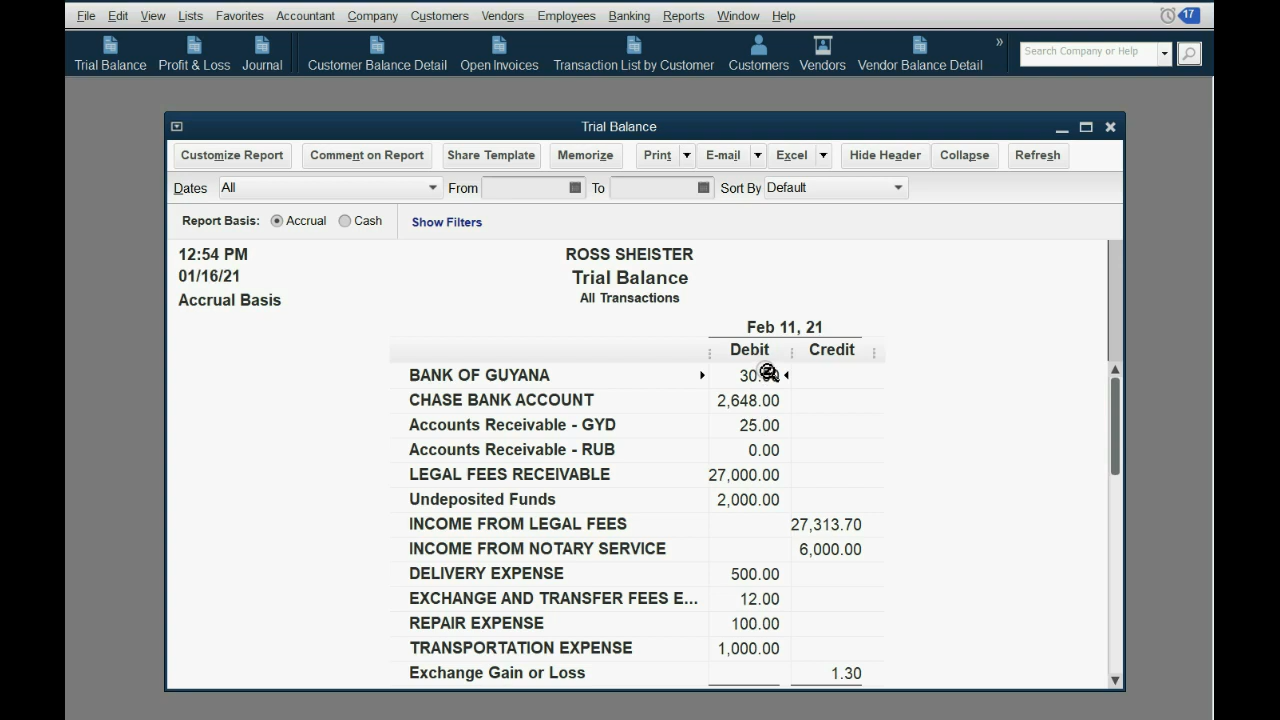 File Edit View Lists Favorites Accountant Company Customers Vendors Employees Banking Reports Window Help 17
Trial Balance Profit & Loss Journal Customer Balance Detail Open Invoices Transaction List by Customer Customers Vendors Vendor Balance Detail » Search Company or Help
Trial Balance
Customize Report Comment on Report Share Template Memorize Print E-mail Excel Hide Header Collapse Refresh
Dates All From To Sort By Default
Report Basis: Accrual Cash Show Filters
12:54 PM ROSS SHEISTER
01/16/21 Trial Balance
Accrual Basis All Transactions
Feb 11, 21
Debit Credit
BANK OF GUYANA
CHASE BANK ACCOUNT 2,648.00
Accounts Receivable - GYD 25.00
Accounts Receivable - RUB 0.00
LEGAL FEES RECEIVABLE 27,000.00
Undeposited Funds 2,000.00
INCOME FROM LEGAL FEES 27,313.70
INCOME FROM NOTARY SERVICE 6,000.00
DELIVERY EXPENSE 500.00
EXCHANGE AND TRANSFER FEES E... 12.00
REPAIR EXPENSE 100.00
TRANSPORTATION EXPENSE 1,000.00
Exchange Gain or Loss 1.30